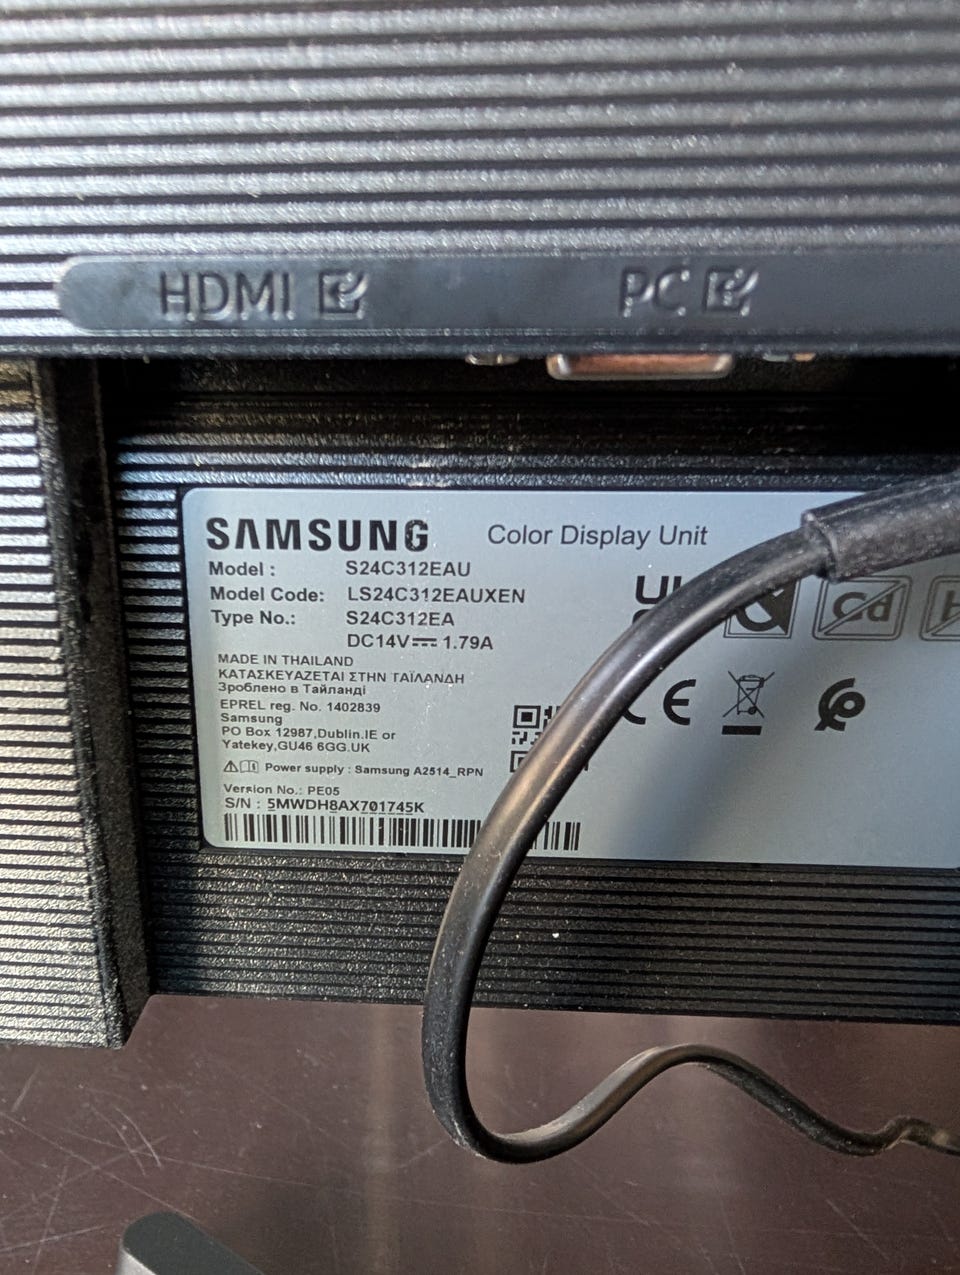 HDMI PC
SAMSUNG Color Display Unit
Model : S24C312EAU
Model Code: LS24C312EAUXEN
Type No.: S24C312EA
DC14V⎓ 1.79A
MADE IN THAILAND
ΚΑΤΑΣΚΕΥΑΖΕΤΑΙ ΣΤΗΝ ΤΑΪΛΑΝΔΗ
Зроблено в Тайланді
EPREL reg. No. 1402839
Samsung
PO Box 12987,Dublin.IE or
Yatekey,GU46 6GG.UK
Power supply : Samsung A2514_RPN
Version No.: PE05
S/N : 5MWDH8AX701745K
Cd
CE